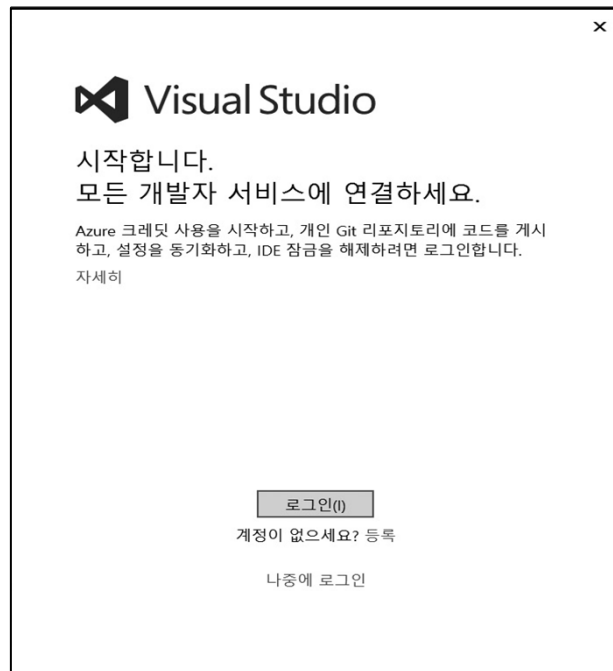 ×
Visual Studio
시작합니다.
모든 개발자 서비스에 연결하세요.
Azure 크레딧 사용을 시작하고, 개인 Git 리포지토리에 코드를 게시
하고, 설정을 동기화하고, IDE 잠금을 해제하려면 로그인합니다.
자세히
로그인(I)
계정이 없으세요? 등록
나중에 로그인